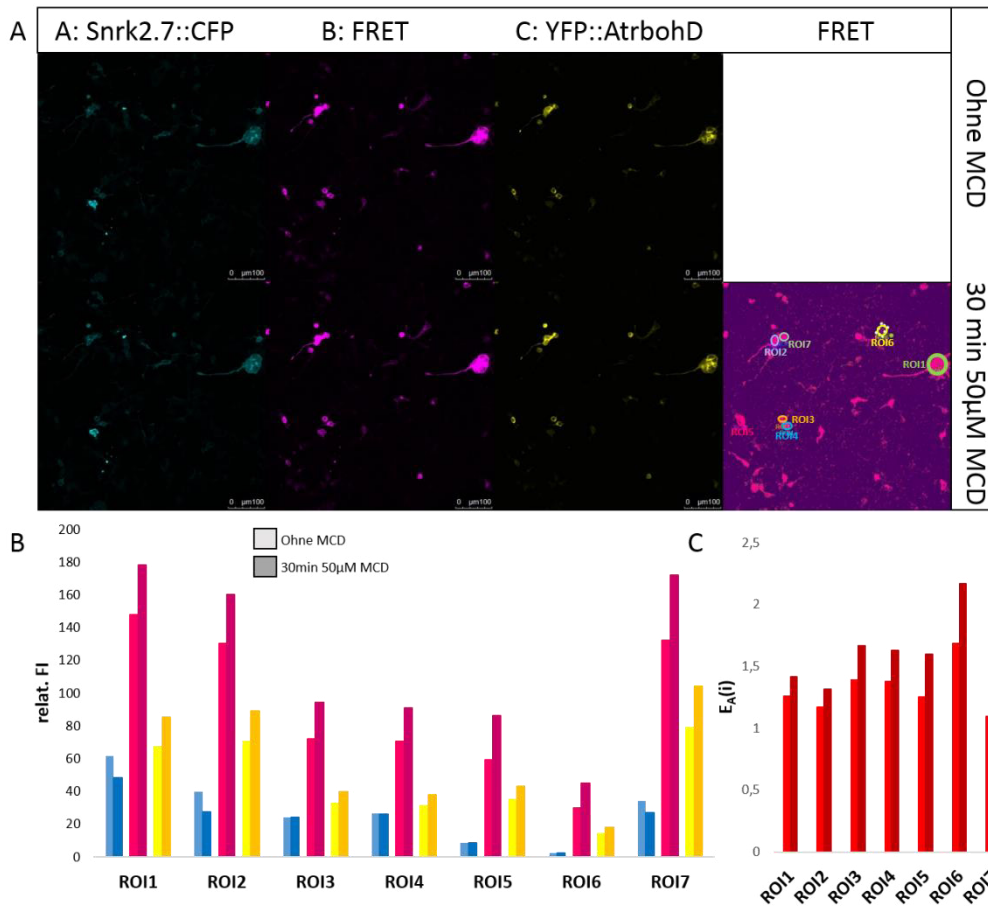 A
A: Snrk2.7::CFP
B: FRET
C: YFP::AtrbohD
FRET
Ohne MCD
0 µm100
0 µm100
0 µm100
30 min 50µM MCD
ROI7
ROI2
ROI6
ROI1
ROI3
ROI5
ROI4
0 µm100
0 µm100
0 µm100
B
200
180
160
140
120
100
80
60
40
20
0
relat. FI
Ohne MCD
30min 50µM MCD
ROI1
ROI2
ROI3
ROI4
ROI5
ROI6
ROI7
C
2,5
2
1,5
1
0,5
0
EA(i)
ROI1
ROI2
ROI3
ROI4
ROI5
ROI6
ROI7